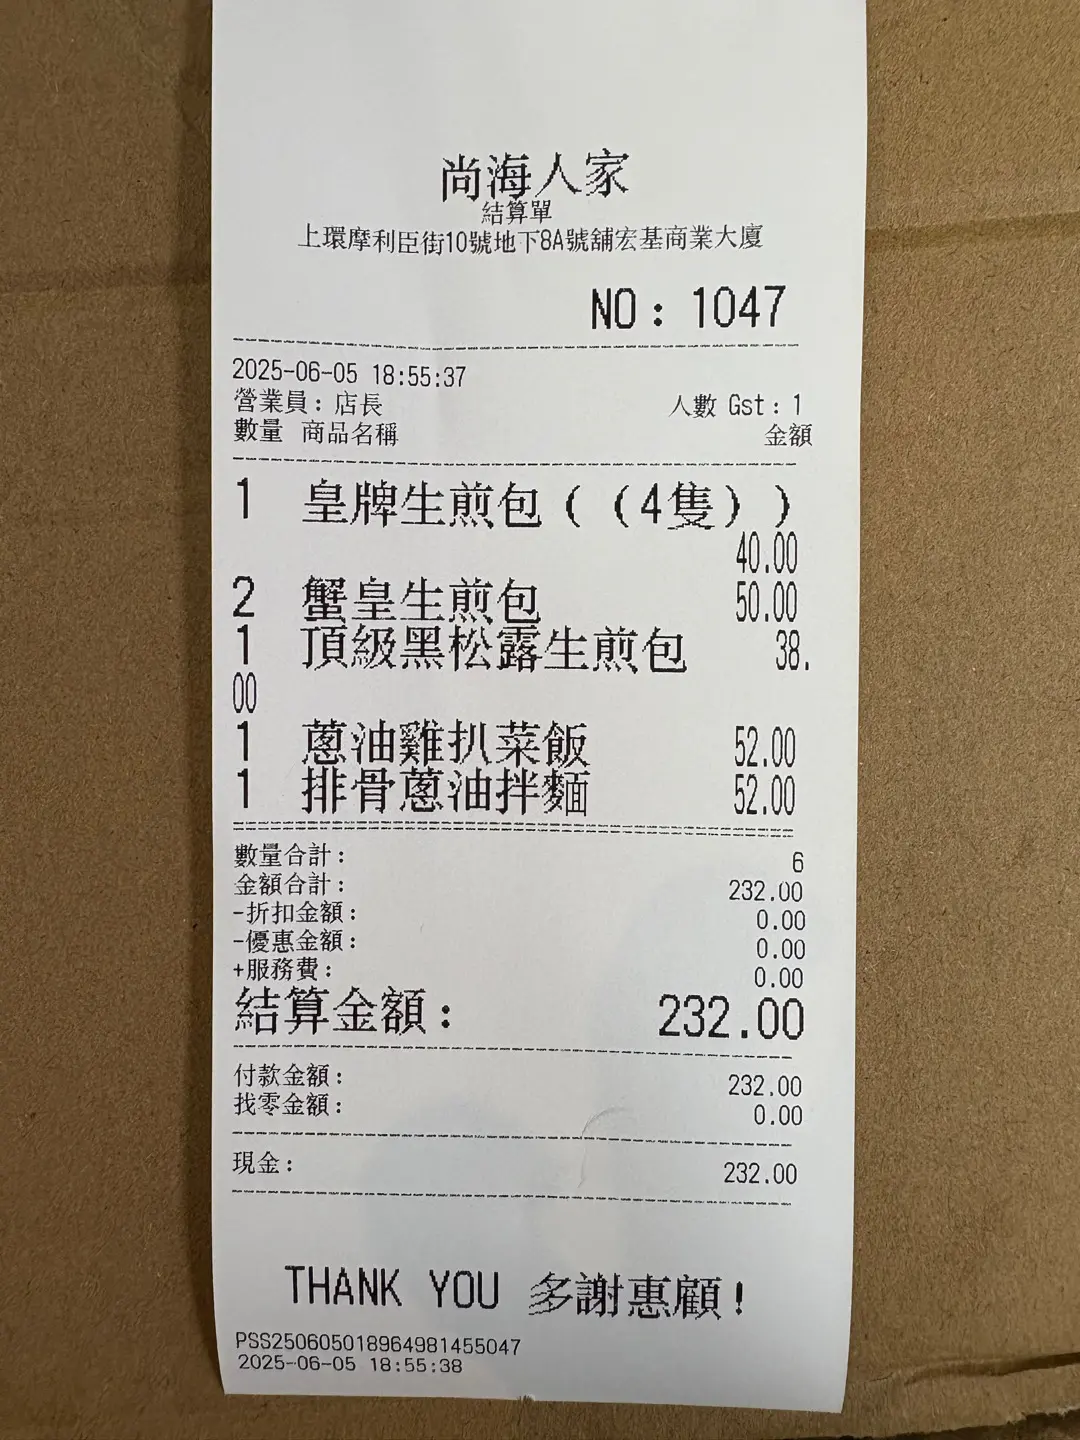 尚海人家
結算單
上環摩利臣街10號地下8A號舖宏基商業大廈
NO: 1047
2025-06-05 18:55:37
營業員: 店長 人數 Gst: 1
數量 商品名稱 金額
1 皇牌生煎包((4隻))
40.00
2 蟹皇生煎包 50.00
1 頂級黑松露生煎包 38.
00
1 蔥油雞扒菜飯 52.00
1 排骨蔥油拌麵 52.00
數量合計: 6
金額合計: 232.00
-折扣金額: 0.00
-優惠金額: 0.00
+服務費: 0.00
結算金額: 232.00
付款金額: 232.00
找零金額: 0.00
現金: 232.00
THANK YOU 多謝惠顧!
PSS250605018964981455047
2025-06-05 18:55:38